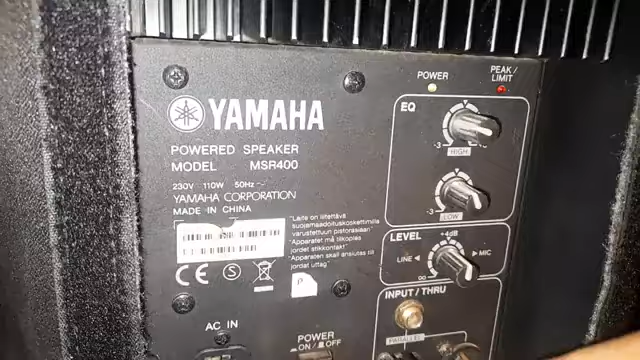 YAMAHA
POWERED SPEAKER
MODEL MSR400
230V 110W 50Hz ~
YAMAHA CORPORATION
MADE IN CHINA
"Laite on liitettävä
suojamaadoituskoskettimilla
varustettuun pistorasiaan"
"Apparatet må tilkoples
jordet stikkontakt"
"Apparaten skall anslutas till
jordat uttag"
CE
S
P
AC IN
POWER
ON / OFF
POWER
PEAK /
LIMIT
EQ
-3
HIGH
-3
LOW
LEVEL
+4dB
LINE ◀ ▶ MIC
∞
INPUT / THRU
PARALLEL